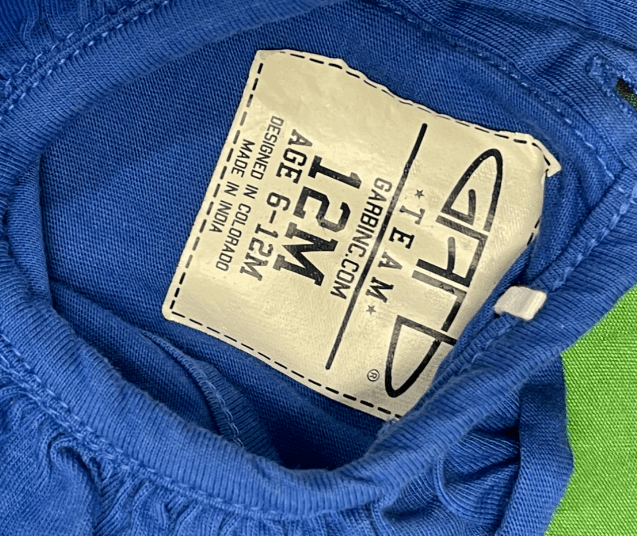 GARB®
★ TEAM ★
GARBINC.COM
12M
AGE 6-12M
DESIGNED IN COLORADO
MADE IN INDIA